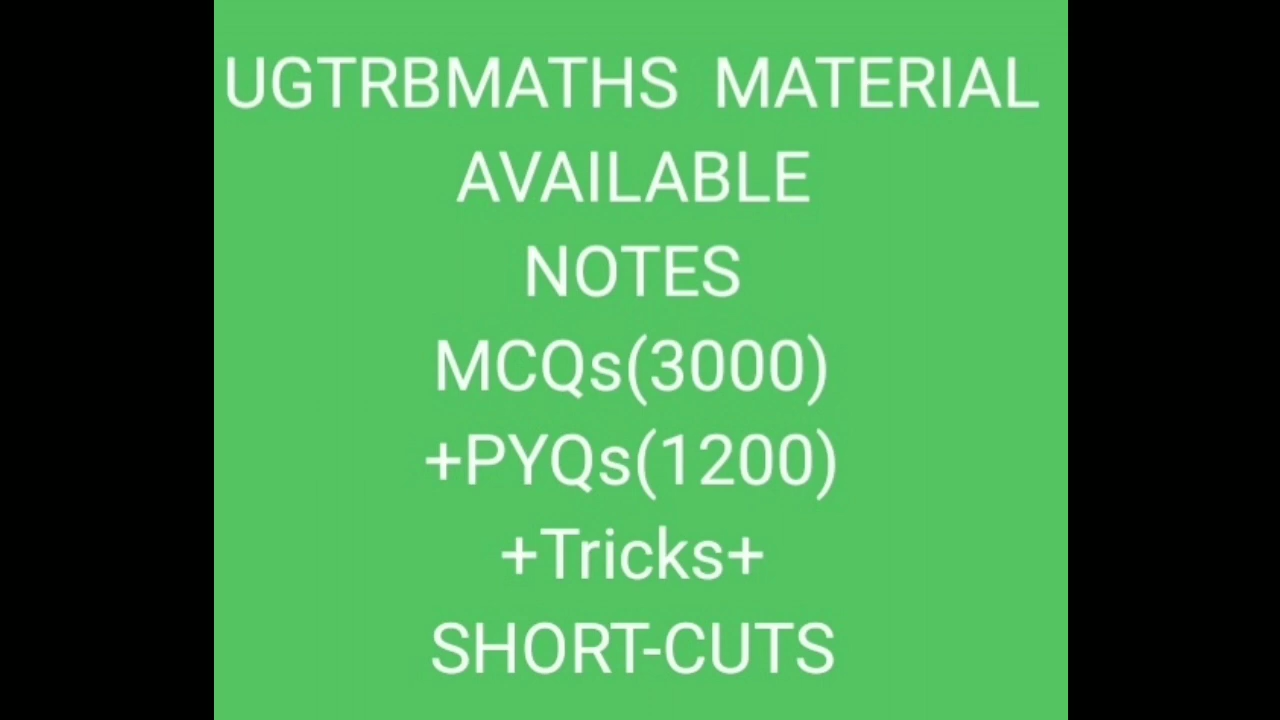 UGTRBMATHS MATERIAL
AVAILABLE
NOTES
MCQs(3000)
+PYQs(1200)
+Tricks+
SHORT-CUTS